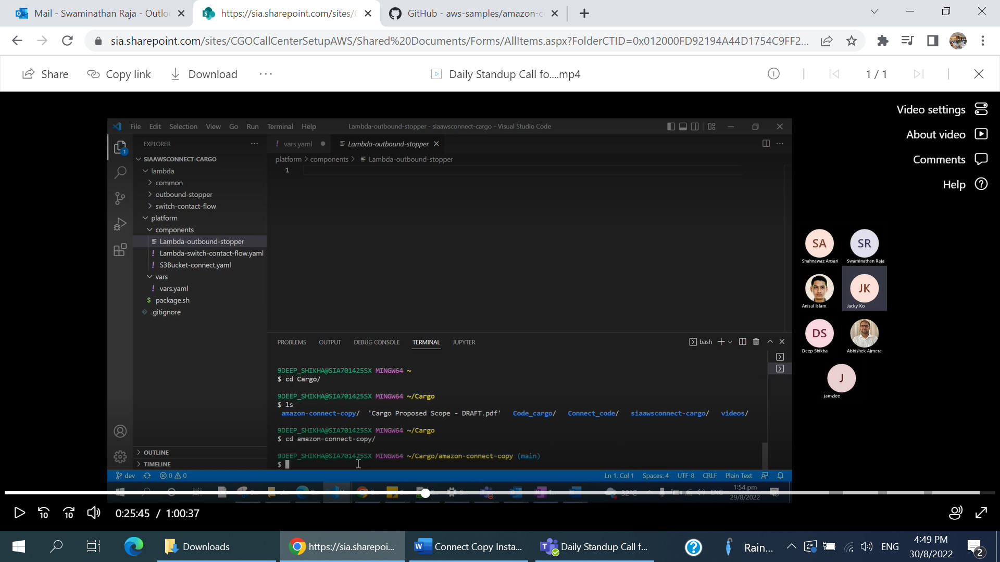 Mail - Swaminathan Raja - Outlo
https://sia.sharepoint.com/sites/C
GitHub - aws-samples/amazon-c
sia.sharepoint.com/sites/CGOCallCenterSetupAWS/Shared%20Documents/Forms/AllItems.aspx?FolderCTID=0x012000FD92194A44D1754C9FF2...
Share
Copy link
Download
Daily Standup Call fo....mp4
1 / 1
Video settings
About video
Comments
Help
File Edit Selection View Go Run Terminal Help
Lambda-outbound-stopper - siaawsconnect-cargo - Visual Studio Code
EXPLORER
1
SIAAWSCONNECT-CARGO
lambda
common
outbound-stopper
switch-contact-flow
platform
components
Lambda-outbound-stopper
! Lambda-switch-contact-flow.yaml
! S3Bucket-connect.yaml
vars
! vars.yaml
$ package.sh
.gitignore
OUTLINE
TIMELINE
! vars.yaml
Lambda-outbound-stopper
platform > components > Lambda-outbound-stopper
1
PROBLEMS OUTPUT DEBUG CONSOLE TERMINAL JUPYTER
bash
9DEEP_SHIKHA@SIA701425SX MINGW64 ~
$ cd Cargo/
9DEEP_SHIKHA@SIA701425SX MINGW64 ~/Cargo
$ ls
amazon-connect-copy/ 'Cargo Proposed Scope - DRAFT.pdf' Code_cargo/ Connect_code/ siaawsconnect-cargo/ videos/
9DEEP_SHIKHA@SIA701425SX MINGW64 ~/Cargo
$ cd amazon-connect-copy/
9DEEP_SHIKHA@SIA701425SX MINGW64 ~/Cargo/amazon-connect-copy (main)
$
dev
0 0
Ln 1, Col 1 Spaces: 4 UTF-8 CRLF Plain Text
32°C
ENG
1:54 pm
29/8/2022
SA
Shahnawaz Ansari
SR
Swaminathan Raja
Anisul Islam
JK
Jacky Ko
DS
Deep Shikha
Abhishek Ajmera
J
jamzlee
10
10
0:25:45 / 1:00:37
Downloads
https://sia.sharepoi...
Connect Copy Insta...
Daily Standup Call f...
Rain...
ENG
4:49 PM
30/8/2022
2